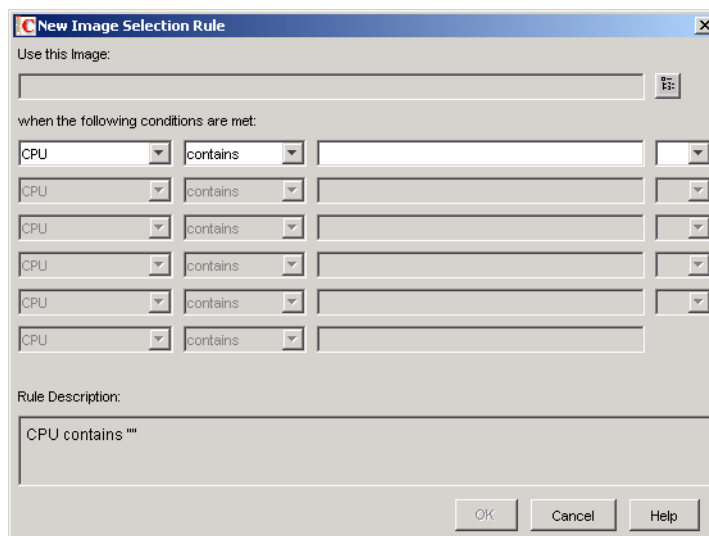 New Image Selection Rule
Use this Image:
when the following conditions are met:
CPU contains
CPU contains
CPU contains
CPU contains
CPU contains
CPU contains
Rule Description:
CPU contains ""
OK Cancel Help